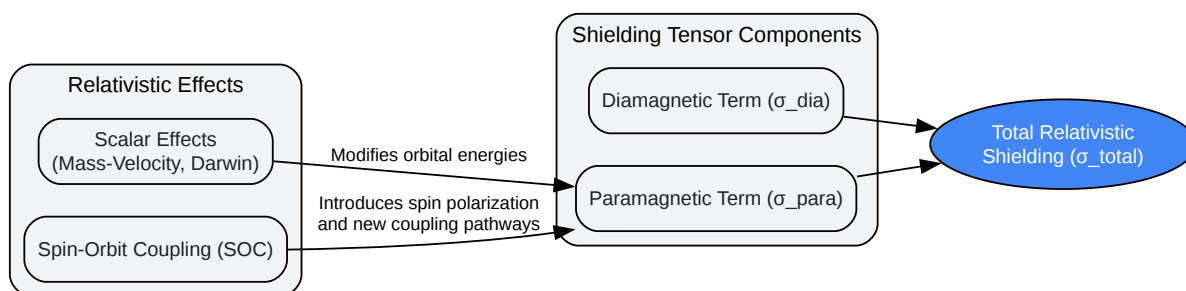 Relativistic Effects
Scalar Effects
(Mass-Velocity, Darwin)
Spin-Orbit Coupling (SOC)
Modifies orbital energies
Introduces spin polarization
and new coupling pathways
Shielding Tensor Components
Diamagnetic Term (σ_dia)
Paramagnetic Term (σ_para)
Total Relativistic
Shielding (σ_total)